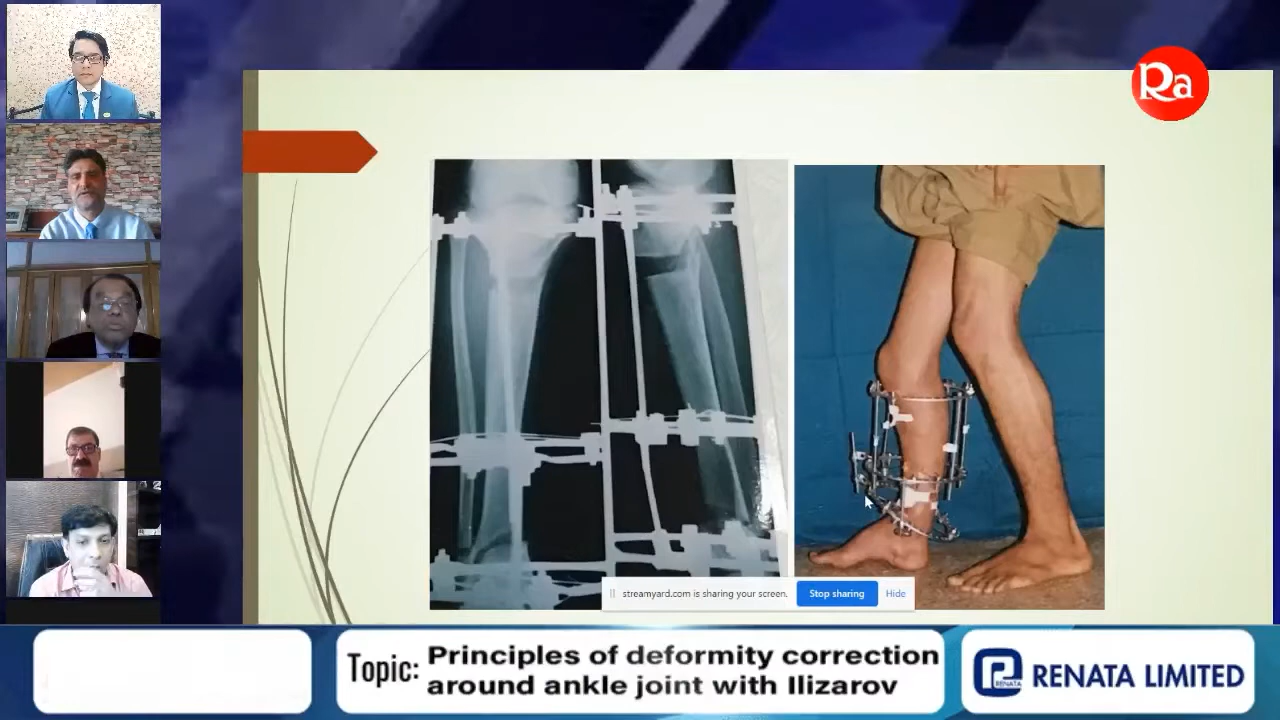 Ra
streamyard.com is sharing your screen.
Stop sharing
Hide
Topic:
Principles of deformity correction
around ankle joint with Ilizarov
RENATA
RENATA LIMITED